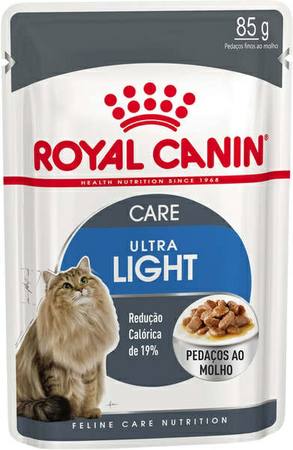 85g
Pedaços finos ao molho
ROYAL CANIN
HEALTH NUTRITION SINCE 1968
CARE
ULTRA
LIGHT
Redução
Calórica
de 19%
PEDAÇOS AO
MOLHO
FELINE CARE NUTRITION